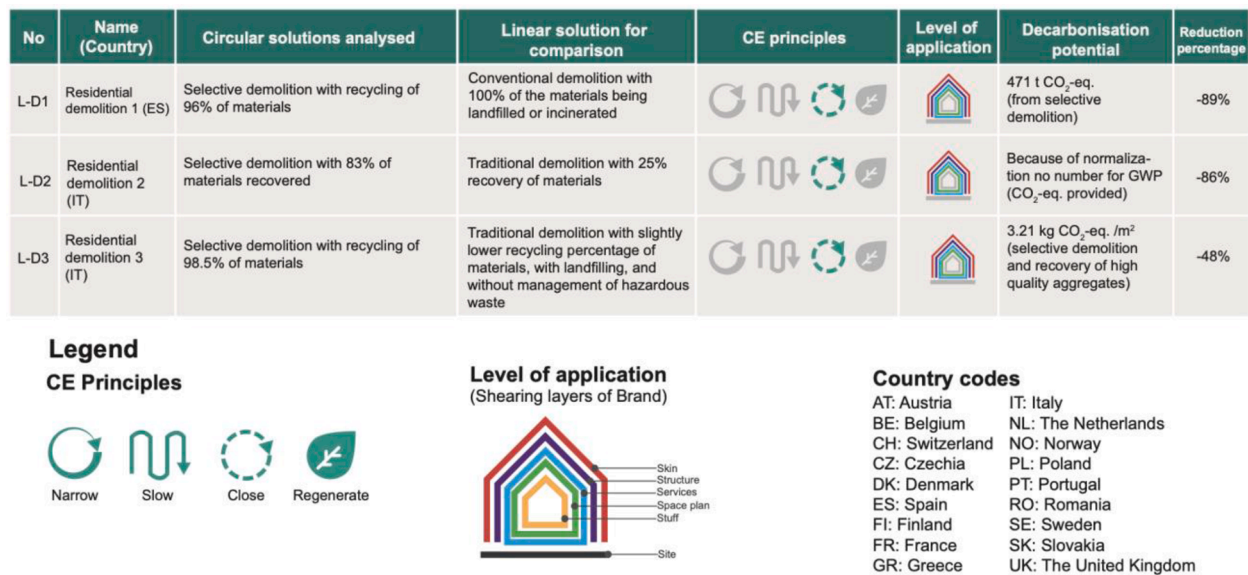 No
Name
(Country)
Circular solutions analysed
Linear solution for
comparison
CE principles
Level of
application
Decarbonisation
potential
Reduction
percentage
L-D1
Residential
demolition 1 (ES)
Selective demolition with recycling of
96% of materials
Conventional demolition with
100% of the materials being
landfilled or incinerated
471 t CO₂-eq.
(from selective
demolition)
-89%
L-D2
Residential
demolition 2
(IT)
Selective demolition with 83% of
materials recovered
Traditional demolition with 25%
recovery of materials
Because of normaliza-
tion no number for GWP
(CO₂-eq. provided)
-86%
L-D3
Residential
demolition 3
(IT)
Selective demolition with recycling of
98.5% of materials
Traditional demolition with slightly
lower recycling percentage of
materials, with landfilling, and
without management of hazardous
waste
3.21 kg CO₂-eq. /m²
(selective demolition
and recovery of high
quality aggregates)
-48%
Legend
CE Principles
Narrow
Slow
Close
Regenerate
Level of application
(Shearing layers of Brand)
Skin
Structure
Services
Space plan
Stuff
Site
Country codes
AT: Austria
BE: Belgium
CH: Switzerland
CZ: Czechia
DK: Denmark
ES: Spain
FI: Finland
FR: France
GR: Greece
IT: Italy
NL: The Netherlands
NO: Norway
PL: Poland
PT: Portugal
RO: Romania
SE: Sweden
SK: Slovakia
UK: The United Kingdom